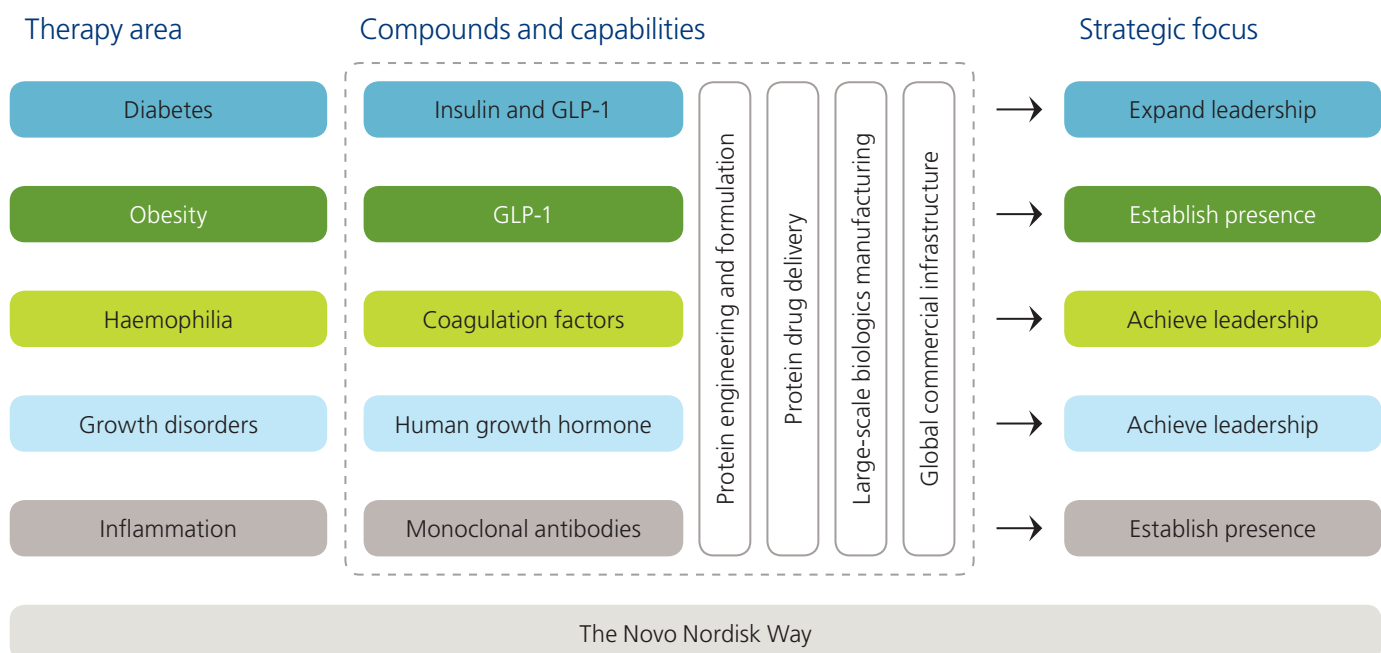 Therapy area
Compounds and capabilities
Strategic focus
Diabetes
Insulin and GLP-1
Expand leadership
Obesity
GLP-1
Establish presence
Haemophilia
Coagulation factors
Achieve leadership
Growth disorders
Human growth hormone
Achieve leadership
Inflammation
Monoclonal antibodies
Establish presence
Protein engineering and formulation
Protein drug delivery
Large-scale biologics manufacturing
Global commercial infrastructure
The Novo Nordisk Way